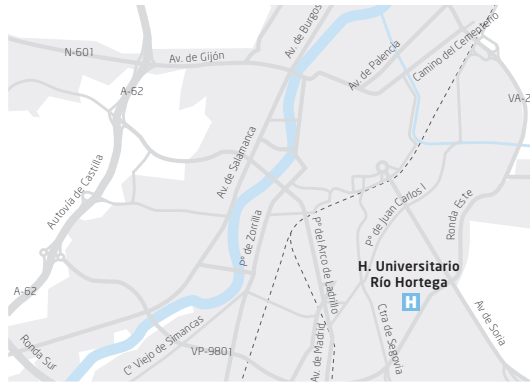 Av. de Burgos
N-601
Av. de Gijón
Av. de Palencia
Camino del Cementerio
A-62
VA-2
Av. de Salamanca
Autovía de Castilla
Pº de Juan Carlos I
Ronda Este
Pº de Zorrilla
Pº del Arco de Ladrillo
H. Universitario
Río Hortega
H
A-62
Av de Soria
Ctra de Segovia
Cº Viejo de Simancas
Av. de Madrid
Ronda Sur
VP-9801